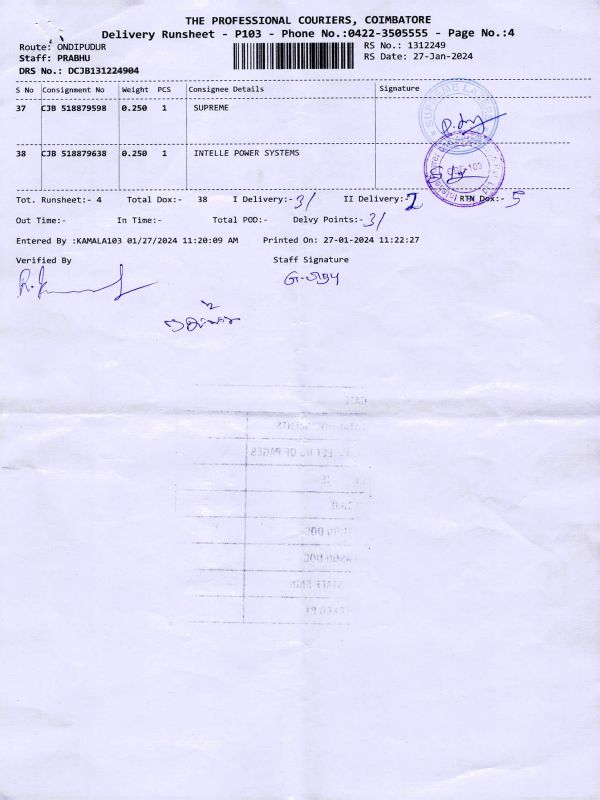 THE PROFESSIONAL COURIERS, COIMBATORE
Delivery Runsheet - P103 - Phone No.:0422-3505555 - Page No.:4
Route: ONDIPUDUR
RS No.: 1312249
Staff: PRABHU
RS Date: 27-Jan-2024
DRS No.: DCJB131224904
S No Consignment No Weight PCS Consignee Details Signature
37 CJB 518879598 0.250 1 SUPREME
38 CJB 518879638 0.250 1 INTELLE POWER SYSTEMS
Tot. Runsheet:- 4 Total Dox:- 38 I Delivery:- 31 II Delivery:- 2 RTN Dox:- 5
Out Time:- In Time:- Total POD:- Delvy Points:- 31
Entered By :KAMALA103 01/27/2024 11:20:09 AM Printed On: 27-01-2024 11:22:27
Verified By Staff Signature